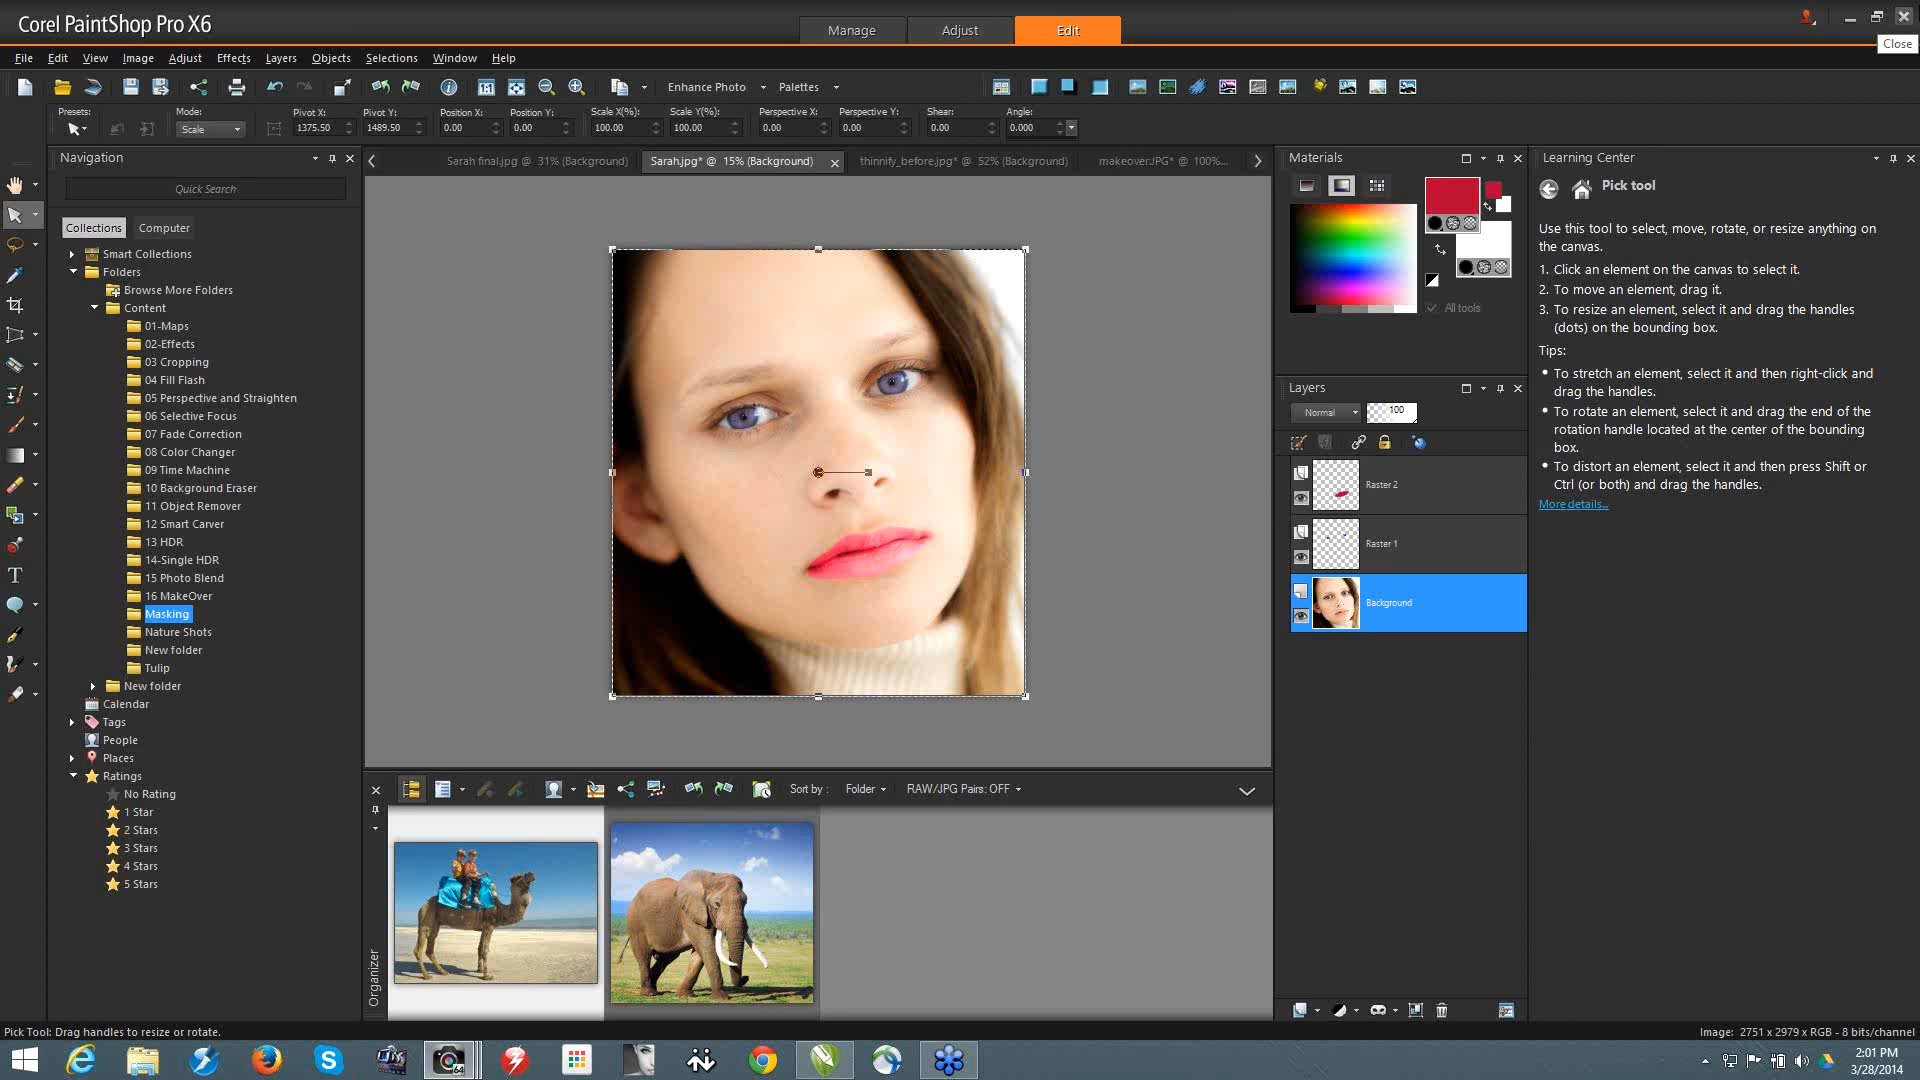 Corel PaintShop Pro X6
Manage
Adjust
Edit
Close
File Edit View Image Adjust Effects Layers Objects Selections Window Help
Enhance Photo
Palettes
Presets:
Mode:
Scale
Pivot X:
1375.50
Pivot Y:
1489.50
Position X:
0.00
Position Y:
0.00
Scale X(%):
100.00
Scale Y(%):
100.00
Perspective X:
0.00
Perspective Y:
0.00
Shear:
0.00
Angle:
0.000
Navigation
Quick Search
Collections
Computer
Smart Collections
Folders
Browse More Folders
Content
01-Maps
02-Effects
03 Cropping
04 Fill Flash
05 Perspective and Straighten
06 Selective Focus
07 Fade Correction
08 Color Changer
09 Time Machine
10 Background Eraser
11 Object Remover
12 Smart Carver
13 HDR
14-Single HDR
15 Photo Blend
16 MakeOver
Masking
Nature Shots
New folder
Tulip
New folder
Calendar
Tags
People
Places
Ratings
No Rating
1 Star
2 Stars
3 Stars
4 Stars
5 Stars
Sarah final.jpg @ 31% (Background)
Sarah.jpg* @ 15% (Background)
thinnify_before.jpg* @ 52% (Background)
makeover.JPG* @ 100%...
Organizer
Sort by :
Folder
RAW/JPG Pairs: OFF
Materials
All tools
Layers
Normal
100
Raster 2
Raster 1
Background
Learning Center
Pick tool
Use this tool to select, move, rotate, or resize anything on
the canvas.
1. Click an element on the canvas to select it.
2. To move an element, drag it.
3. To resize an element, select it and drag the handles
(dots) on the bounding box.
Tips:
• To stretch an element, select it and then right-click and
drag the handles.
• To rotate an element, select it and drag the end of the
rotation handle located at the center of the bounding
box.
• To distort an element, select it and then press Shift or
Ctrl (or both) and drag the handles.
More details...
Pick Tool: Drag handles to resize or rotate.
Image: 2751 x 2979 x RGB - 8 bits/channel
64
2:01 PM
3/28/2014